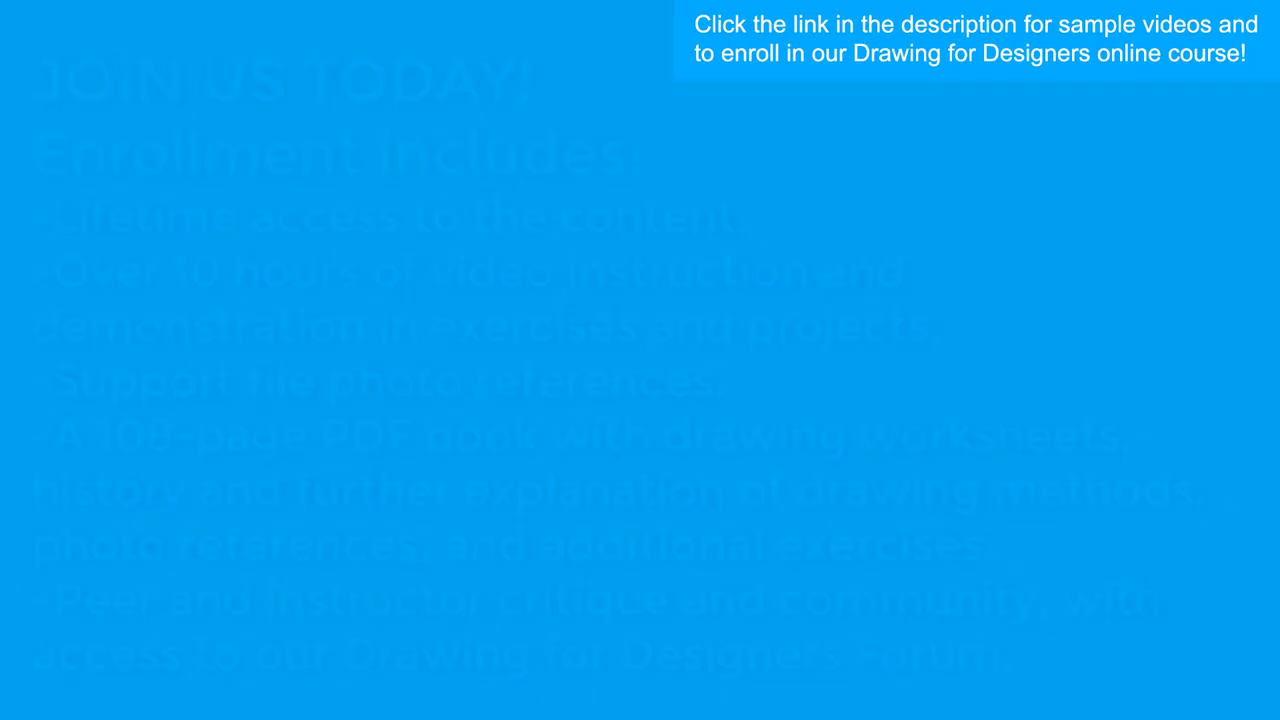 Click the link in the description for sample videos and
to enroll in our Drawing for Designers online course!
JOIN US TODAY!
Enrollment includes
-Lifetime access to the content.
-Over 10 hours of video instruction and
demonstration in exercises and projects.
-Support file photo references.
-A 108-page PDF book with drawing worksheets,
history and further explanation of drawing methods,
photo references, and additional exercises.
-Peer and instructor critique and community, with
access to our Drawing for Designers Forum.